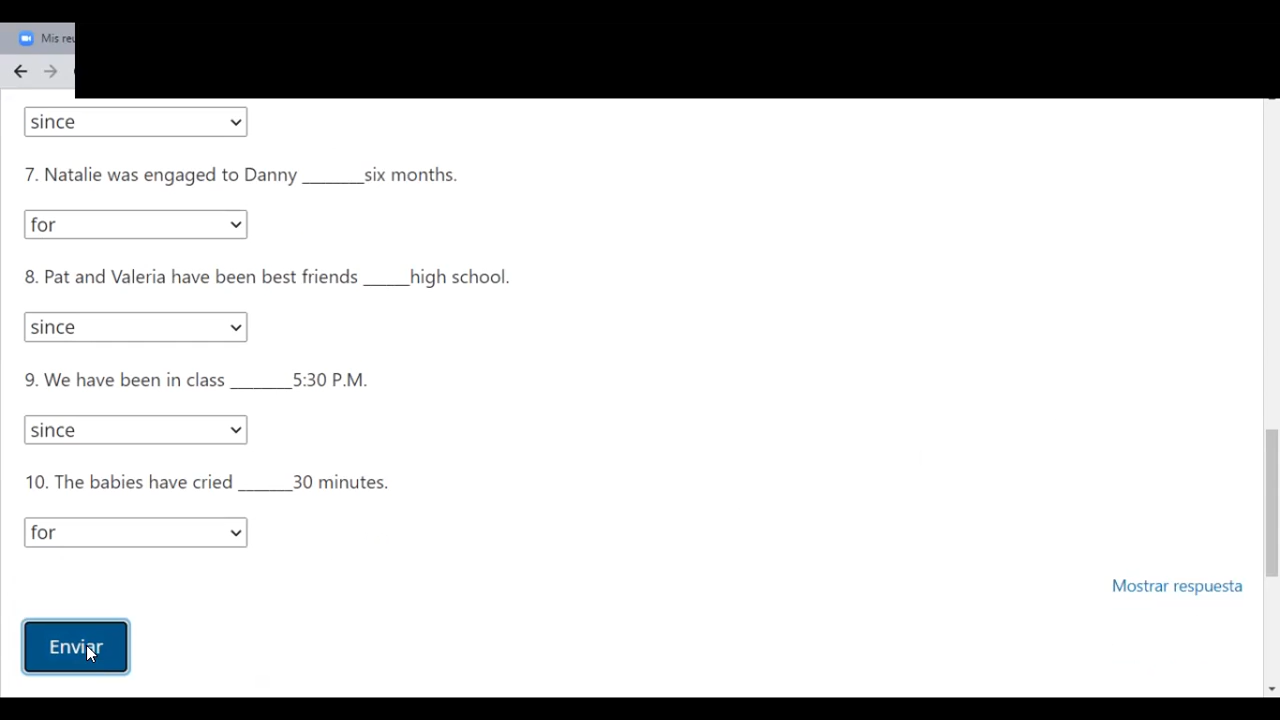 Mis reu
since
7. Natalie was engaged to Danny _______six months.
for
8. Pat and Valeria have been best friends _____high school.
since
9. We have been in class _______5:30 P.M.
since
10. The babies have cried ______30 minutes.
for
Mostrar respuesta
Enviar